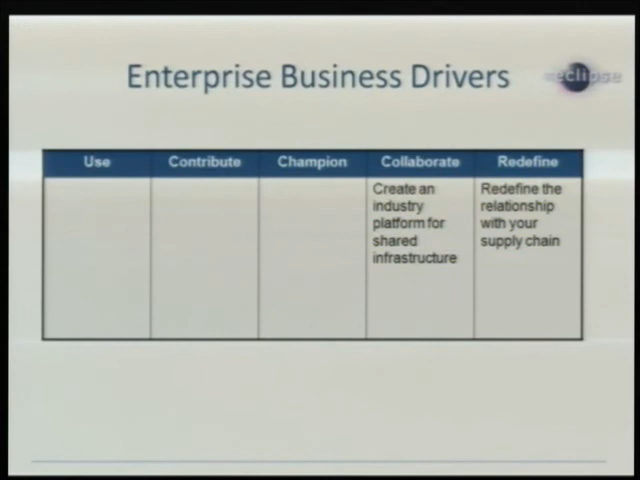 Enterprise Business Drivers
eclipse
Use
Contribute
Champion
Collaborate
Redefine
Create an
industry
platform for
shared
infrastructure
Redefine the
relationship
with your
supply chain